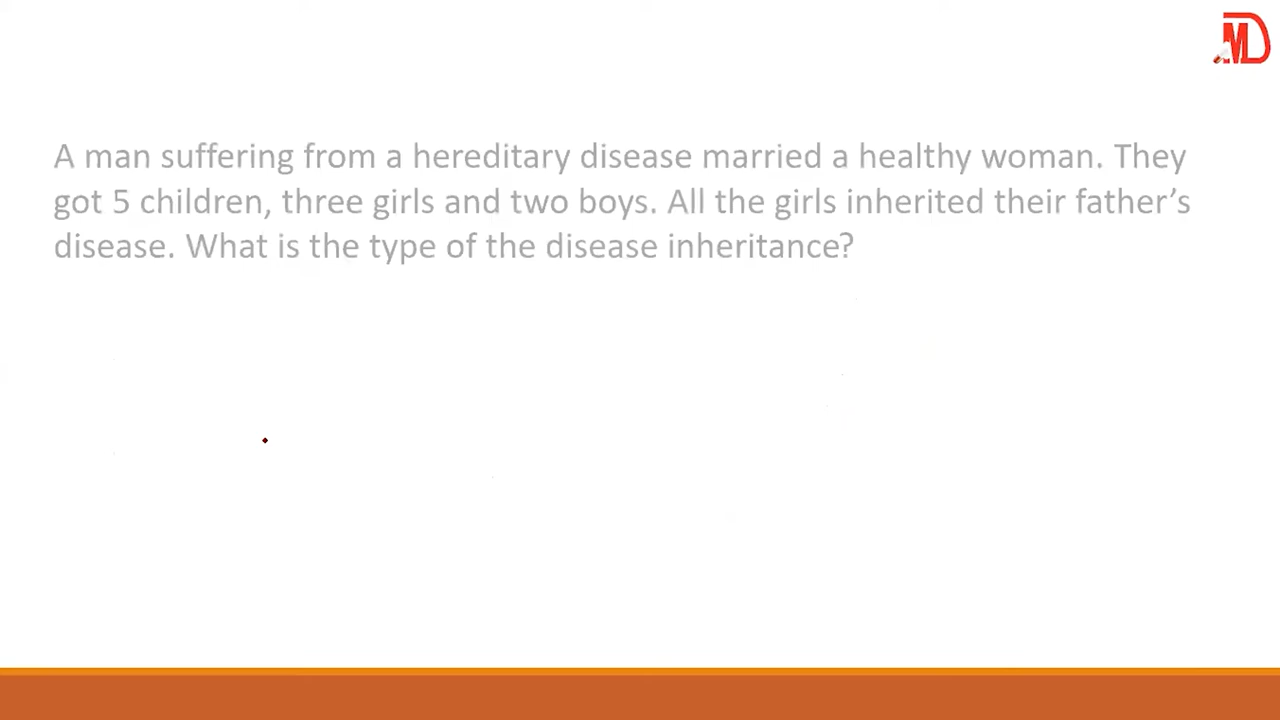 MD
A man suffering from a hereditary disease married a healthy woman. They
got 5 children, three girls and two boys. All the girls inherited their father’s
disease. What is the type of the disease inheritance?